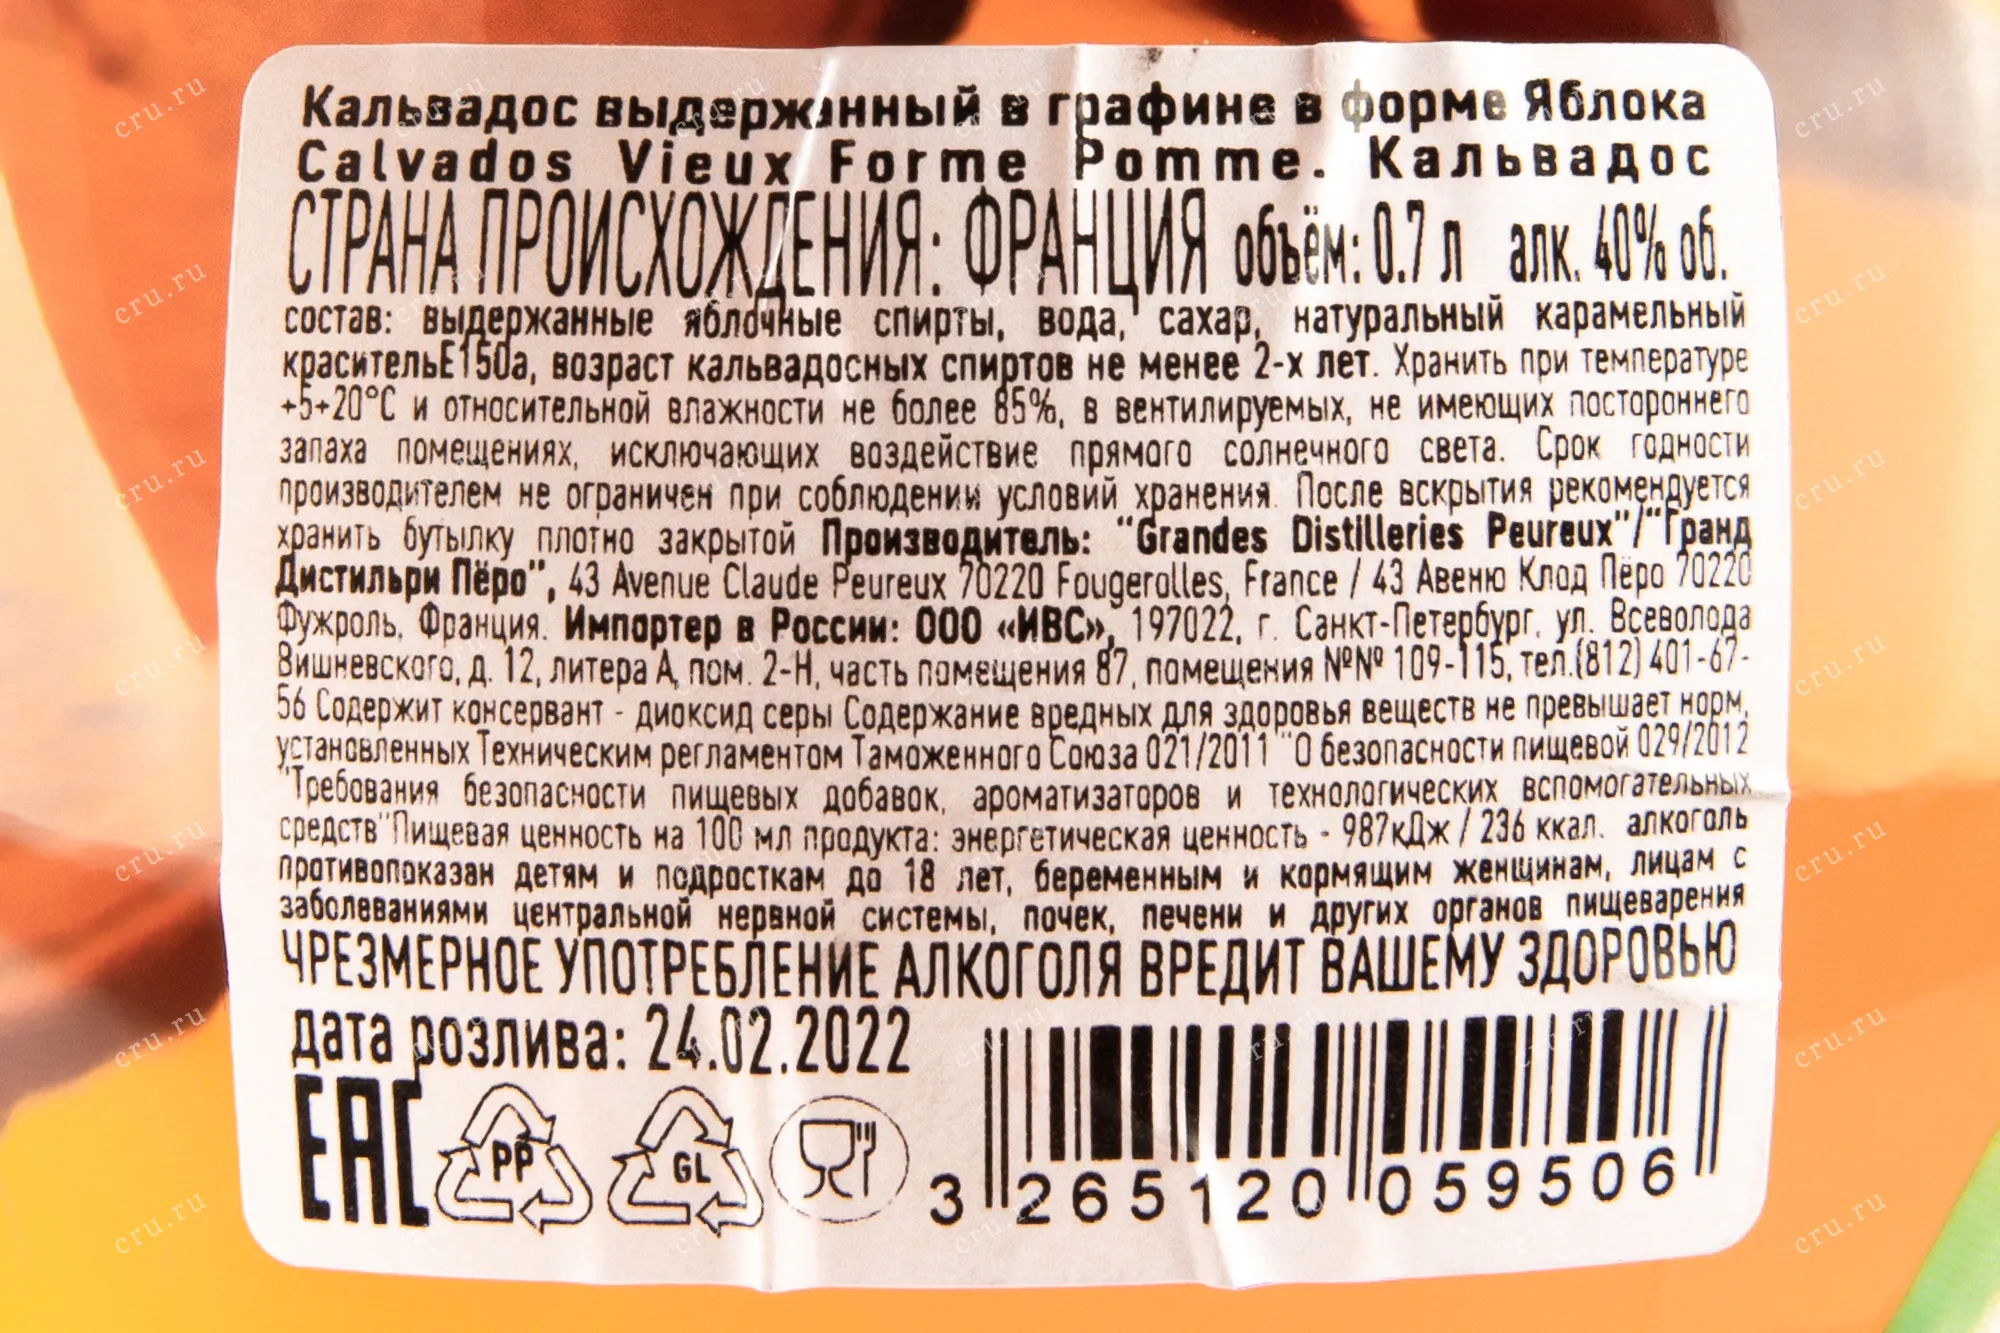 Кальвадос выдержанный в графине в форме Яблока
Calvados Vieux Forme Pomme. Кальвадос
СТРАНА ПРОИСХОЖДЕНИЯ: ФРАНЦИЯ объём: 0.7 л алк. 40% об.
состав: выдержанные яблочные спирты, вода, сахар, натуральный карамельный
красительЕ150а, возраст кальвадосных спиртов не менее 2-х лет. Хранить при температуре
+5+20°С и относительной влажности не более 85%, в вентилируемых, не имеющих постороннего
запаха помещениях, исключающих воздействие прямого солнечного света. Срок годности
производителем не ограничен при соблюдении условий хранения. После вскрытия рекомендуется
хранить бутылку плотно закрытой Производитель: "Grandes Distilleries Peureux"/"Гранд
Дистильри Пёро", 43 Avenue Claude Peureux 70220 Fougerolles, France / 43 Авеню Клод Пёро 70220
Фужроль, Франция. Импортер в России: ООО «ИВС», 197022, г. Санкт-Петербург, ул. Всеволода
Вишневского, д. 12, литера А, пом. 2-Н, часть помещения 87, помещения №№ 109-115, тел.(812) 401-67-
56 Содержит консервант - диоксид серы Содержание вредных для здоровья веществ не превышает норм,
установленных Техническим регламентом Таможенного Союза 021/2011 "О безопасности пищевой 029/2012
"Требования безопасности пищевых добавок, ароматизаторов и технологических вспомогательных
средств"Пищевая ценность на 100 мл продукта: энергетическая ценность - 987кДж / 236 ккал. алкоголь
противопоказан детям и подросткам до 18 лет, беременным и кормящим женщинам, лицам с
заболеваниями центральной нервной системы, почек, печени и других органов пищеварения
ЧРЕЗМЕРНОЕ УПОТРЕБЛЕНИЕ АЛКОГОЛЯ ВРЕДИТ ВАШЕМУ ЗДОРОВЬЮ
дата розлива: 24.02.2022
ЕАС PP GL
3 265120 059506
cru.ru